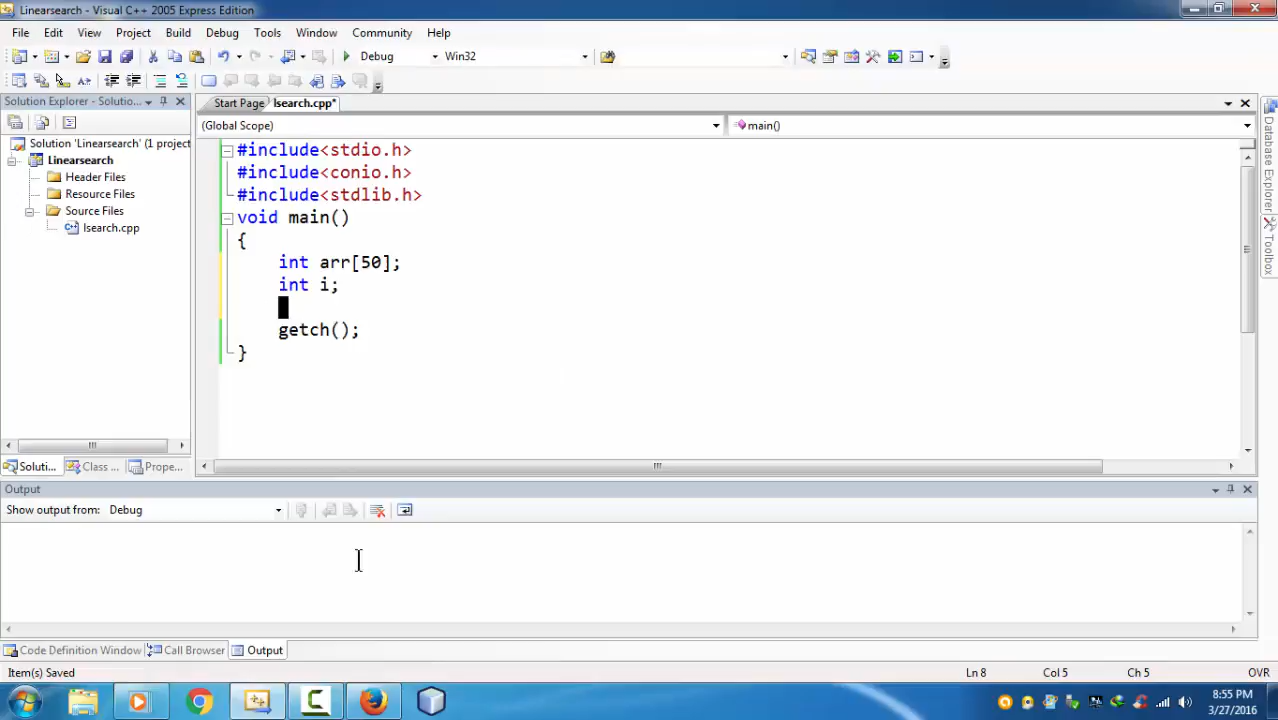 Linearsearch - Visual C++ 2005 Express Edition
File Edit View Project Build Debug Tools Window Community Help
Debug Win32
Solution Explorer - Solutio...
Start Page lsearch.cpp*
(Global Scope) main()
Solution 'Linearsearch' (1 project
Linearsearch
Header Files
Resource Files
Source Files
lsearch.cpp
#include<stdio.h>
#include<conio.h>
#include<stdlib.h>
void main()
{
int arr[50];
int i;
getch();
}
Database Explorer
Toolbox
Soluti... Class ... Prope...
Output
Show output from: Debug
Code Definition Window Call Browser Output
Item(s) Saved Ln 8 Col 5 Ch 5 OVR
8:55 PM
3/27/2016